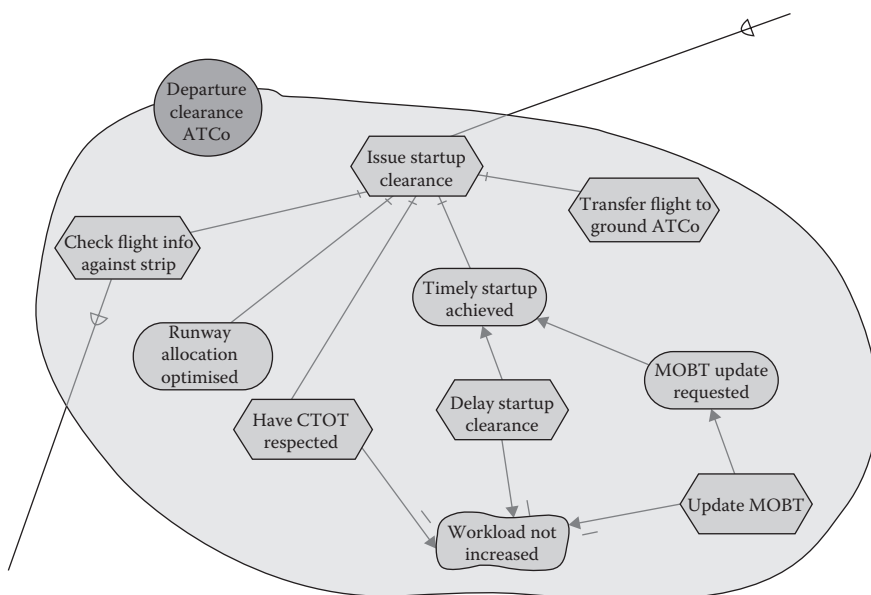 Departure
clearance
ATCo
Issue startup
clearance
Transfer flight to
ground ATCo
Check flight info
against strip
Timely startup
achieved
Runway
allocation
optimised
MOBT update
requested
Have CTOT
respected
Delay startup
clearance
Update MOBT
Workload not
increased